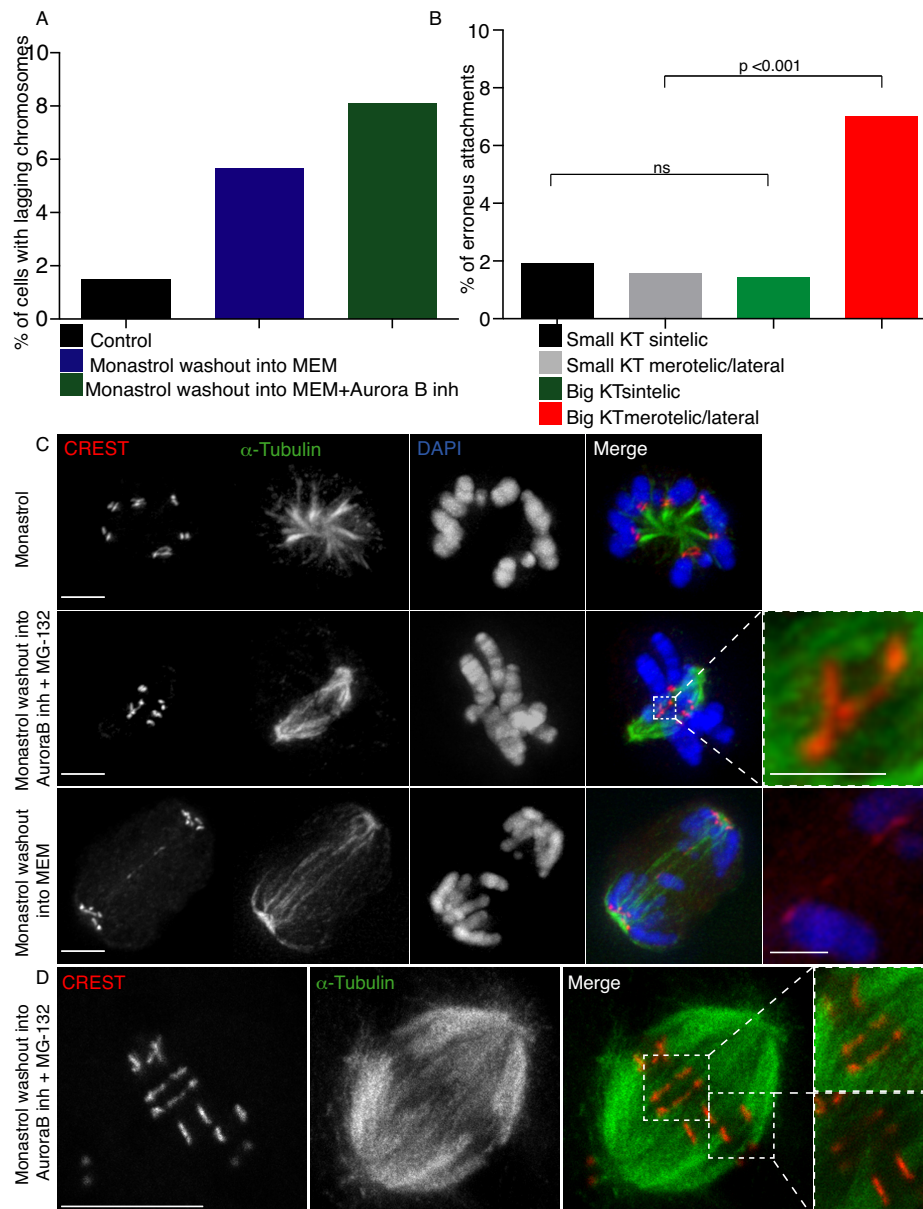 A
% of cells with lagging chromosomes
10
8
6
4
2
0
Control
Monastrol washout into MEM
Monastrol washout into MEM+Aurora B inh
B
% of erroneus attachments
10
8
6
4
2
0
p <0.001
ns
Small KT sintelic
Small KT merotelic/lateral
Big KTsintelic
Big KTmerotelic/lateral
C
CREST
α-Tubulin
DAPI
Merge
Monastrol
Monastrol washout into
AuroraB inh + MG-132
Monastrol washout
into MEM
D
CREST
α-Tubulin
Merge
Monastrol washout into
AuroraB inh + MG-132